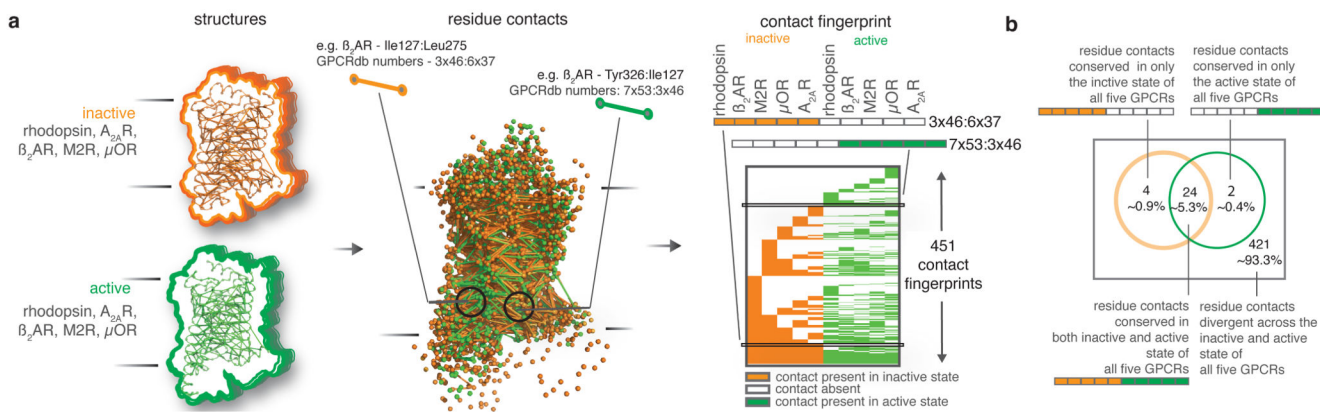 a
structures
inactive
rhodopsin, A2AR,
ß2AR, M2R, µOR
active
rhodopsin, A2AR,
ß2AR, M2R, µOR
residue contacts
e.g. ß2AR - Ile127:Leu275
GPCRdb numbers - 3x46:6x37
e.g. ß2AR - Tyr326:Ile127
GPCRdb numbers: 7x53:3x46
contact fingerprint
inactive
active
rhodopsin
ß2AR
M2R
µOR
A2AR
rhodopsin
ß2AR
M2R
µOR
A2AR
3x46:6x37
7x53:3x46
451
contact
fingerprints
contact present in inactive state
contact absent
contact present in active state
b
residue contacts
conserved in only
the inctive state of
all five GPCRs
residue contacts
conserved in only
the active state of
all five GPCRs
4
~0.9%
24
~5.3%
2
~0.4%
421
~93.3%
residue contacts
conserved in
both inactive and active
state of
all five GPCRs
residue contacts
divergent across the
inactive and active
state of
all five GPCRs